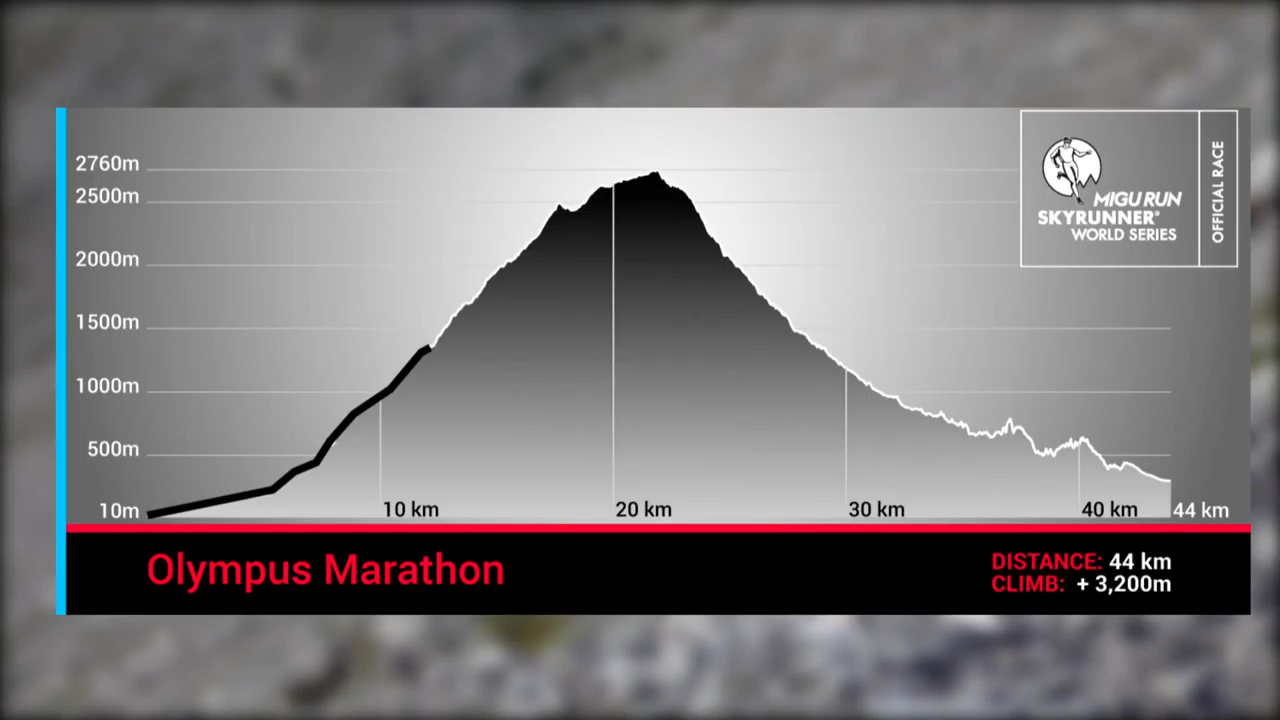 2760m
2500m
2000m
1500m
1000m
500m
10m
10 km
20 km
30 km
40 km
44 km
MIGU RUN
SKYRUNNER®
WORLD SERIES
OFFICIAL RACE
Olympus Marathon
DISTANCE: 44 km
CLIMB: + 3,200m